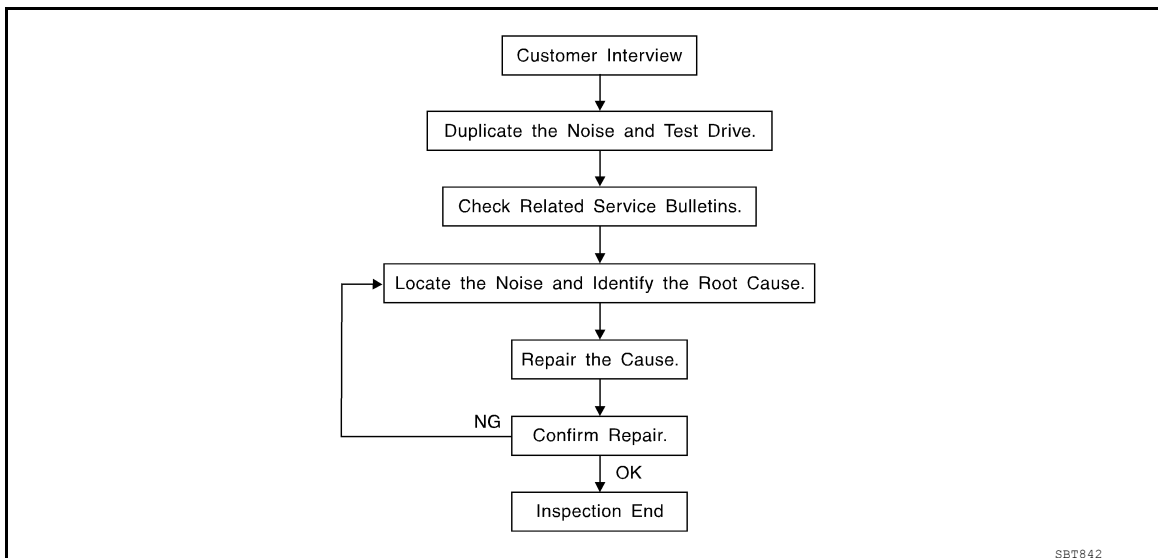 Customer Interview
Duplicate the Noise and Test Drive.
Check Related Service Bulletins.
Locate the Noise and Identify the Root Cause.
Repair the Cause.
NG
Confirm Repair.
OK
Inspection End
SBT842